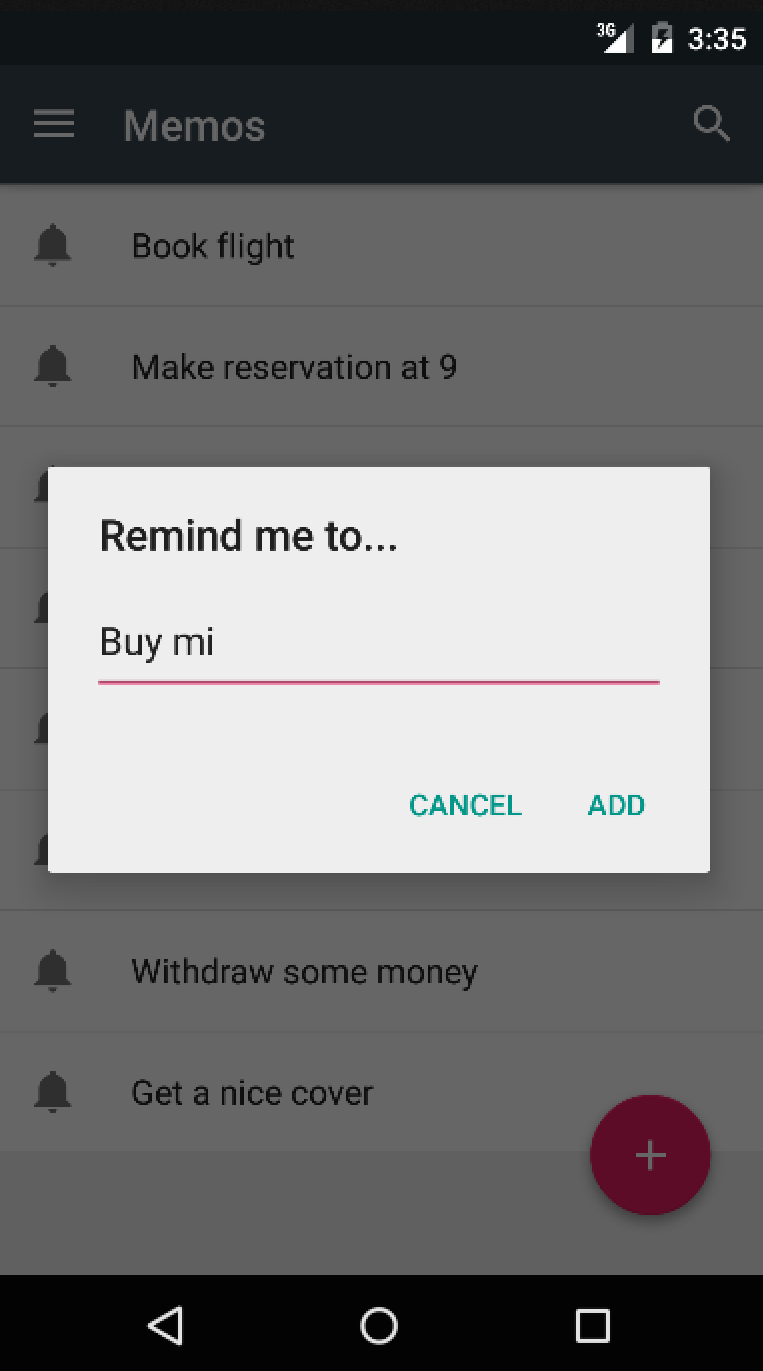 3G 3:35
Memos
Book flight
Make reservation at 9
Remind me to...
Buy mi
CANCEL ADD
Withdraw some money
Get a nice cover